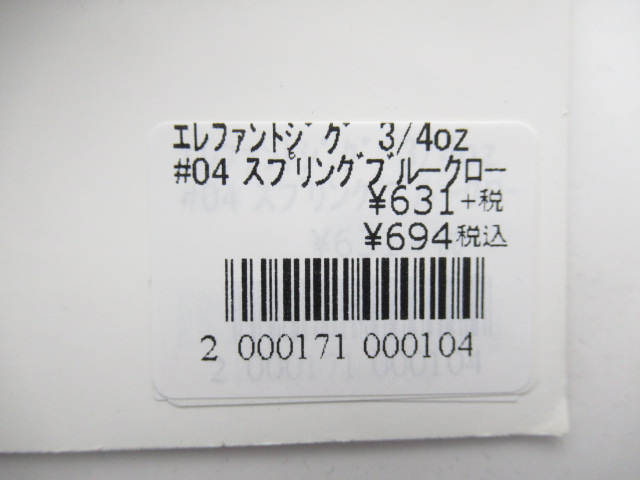 エレファントジグ 3/4oz
#04 スプリングブルークロー
¥631+税
¥694税込
2 000171 000104